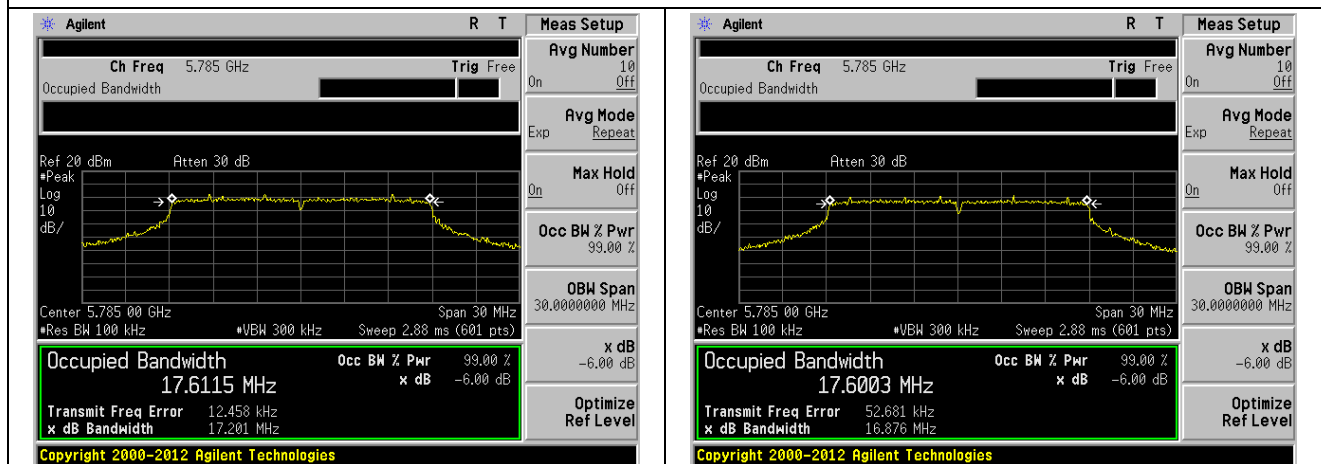 Agilent R T
Ch Freq 5.785 GHz Trig Free
Occupied Bandwidth
Ref 20 dBm Atten 30 dB
#Peak
Log
10
dB/
Center 5.785 00 GHz Span 30 MHz
#Res BW 100 kHz #VBW 300 kHz Sweep 2.88 ms (601 pts)
Occupied Bandwidth Occ BW % Pwr 99.00 %
17.6115 MHz x dB -6.00 dB
Transmit Freq Error 12.458 kHz
x dB Bandwidth 17.201 MHz
Copyright 2000-2012 Agilent Technologies
Meas Setup
Avg Number
10
On Off
Avg Mode
Exp Repeat
Max Hold
On Off
Occ BW % Pwr
99.00 %
OBW Span
30.0000000 MHz
x dB
-6.00 dB
Optimize
Ref Level
Agilent R T
Ch Freq 5.785 GHz Trig Free
Occupied Bandwidth
Ref 20 dBm Atten 30 dB
#Peak
Log
10
dB/
Center 5.785 00 GHz Span 30 MHz
#Res BW 100 kHz #VBW 300 kHz Sweep 2.88 ms (601 pts)
Occupied Bandwidth Occ BW % Pwr 99.00 %
17.6003 MHz x dB -6.00 dB
Transmit Freq Error 52.681 kHz
x dB Bandwidth 16.876 MHz
Copyright 2000-2012 Agilent Technologies
Meas Setup
Avg Number
10
On Off
Avg Mode
Exp Repeat
Max Hold
On Off
Occ BW % Pwr
99.00 %
OBW Span
30.0000000 MHz
x dB
-6.00 dB
Optimize
Ref Level